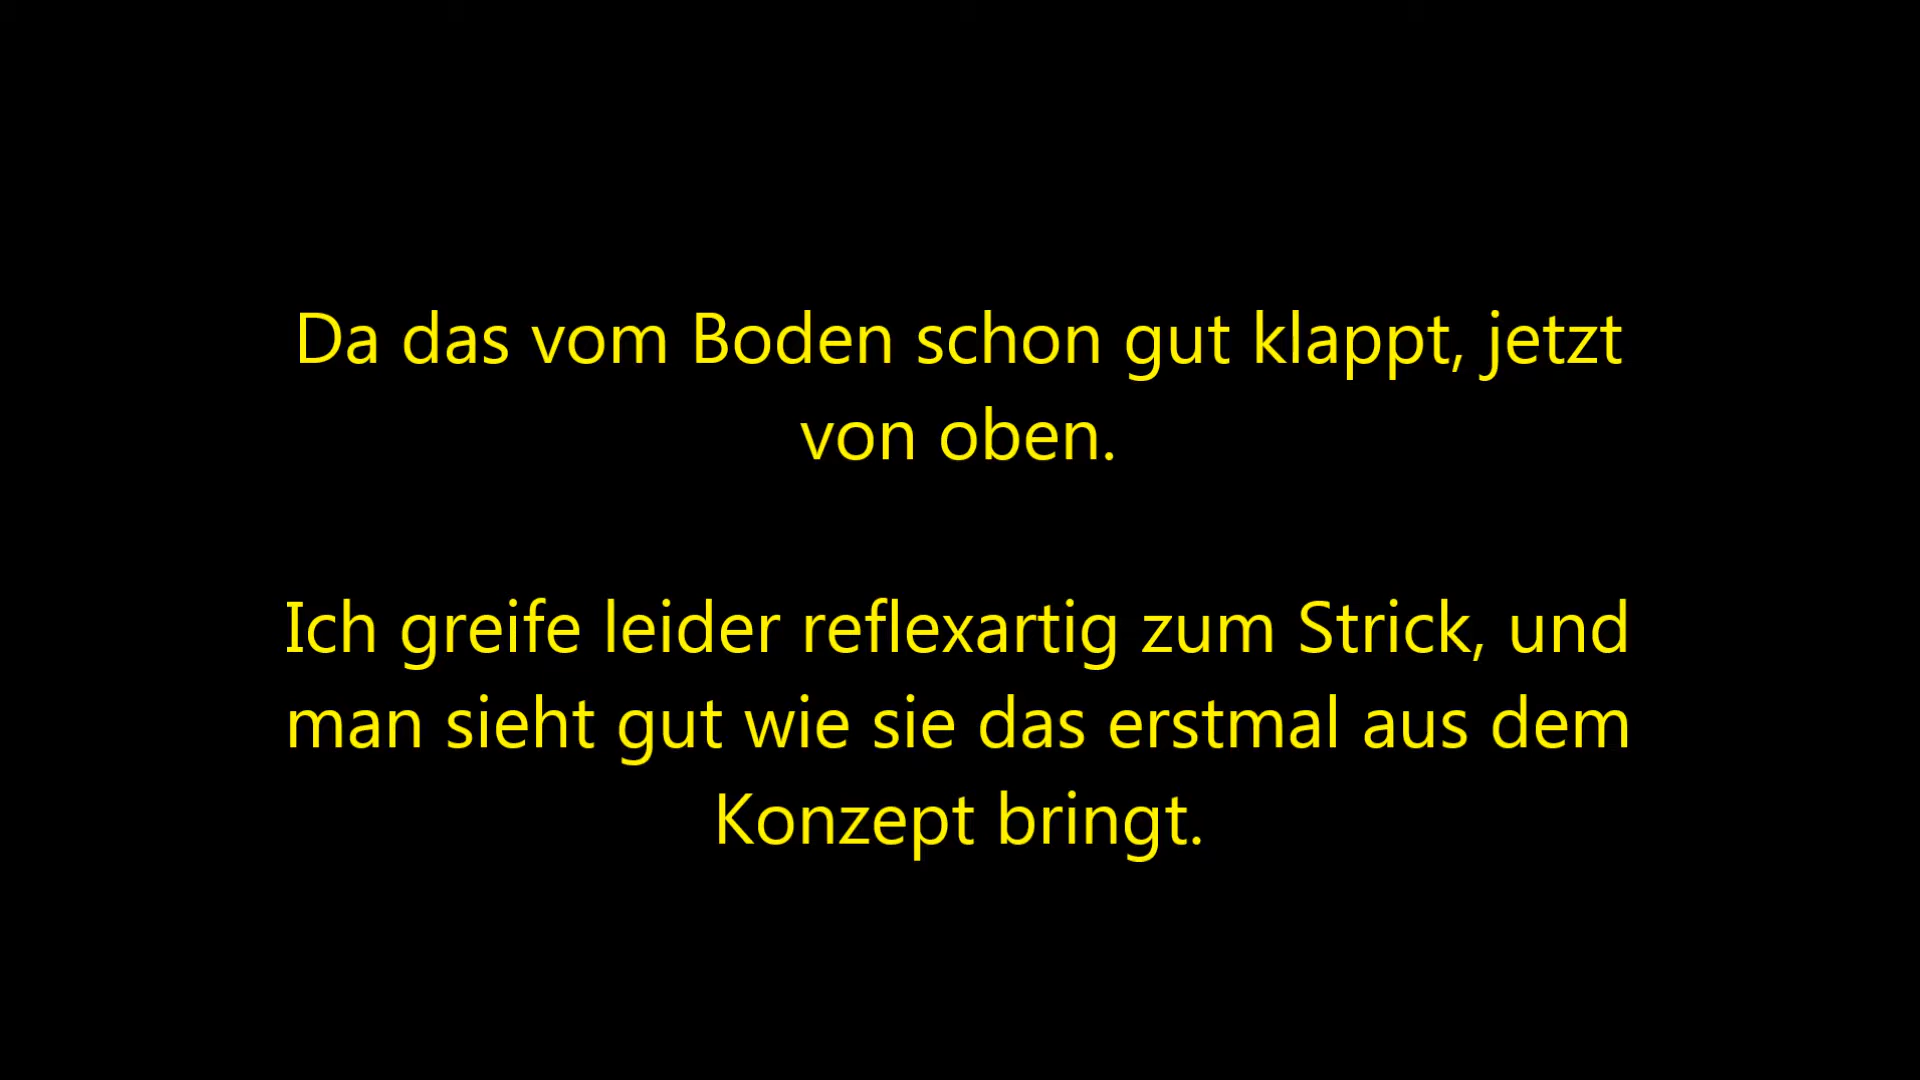 Da das vom Boden schon gut klappt, jetzt
von oben.
Ich greife leider reflexartig zum Strick, und
man sieht gut wie sie das erstmal aus dem
Konzept bringt.